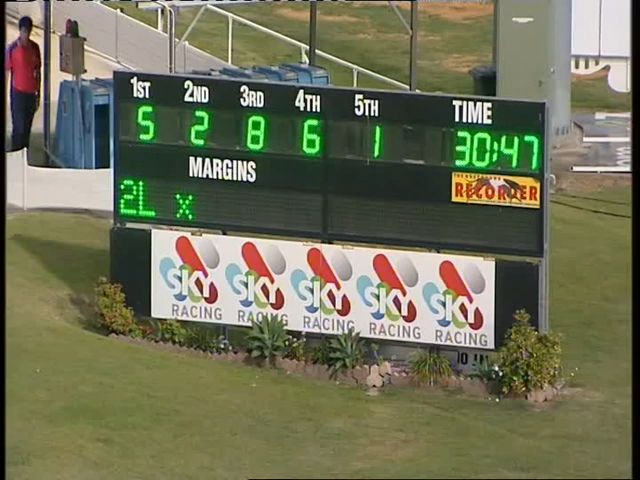 1ST 2ND 3RD 4TH 5TH TIME
5 2 8 6 1 30:47
MARGINS
RECORDER
2L x
SKY SKY SKY SKY SKY
RACING RACING RACING RACING RACING